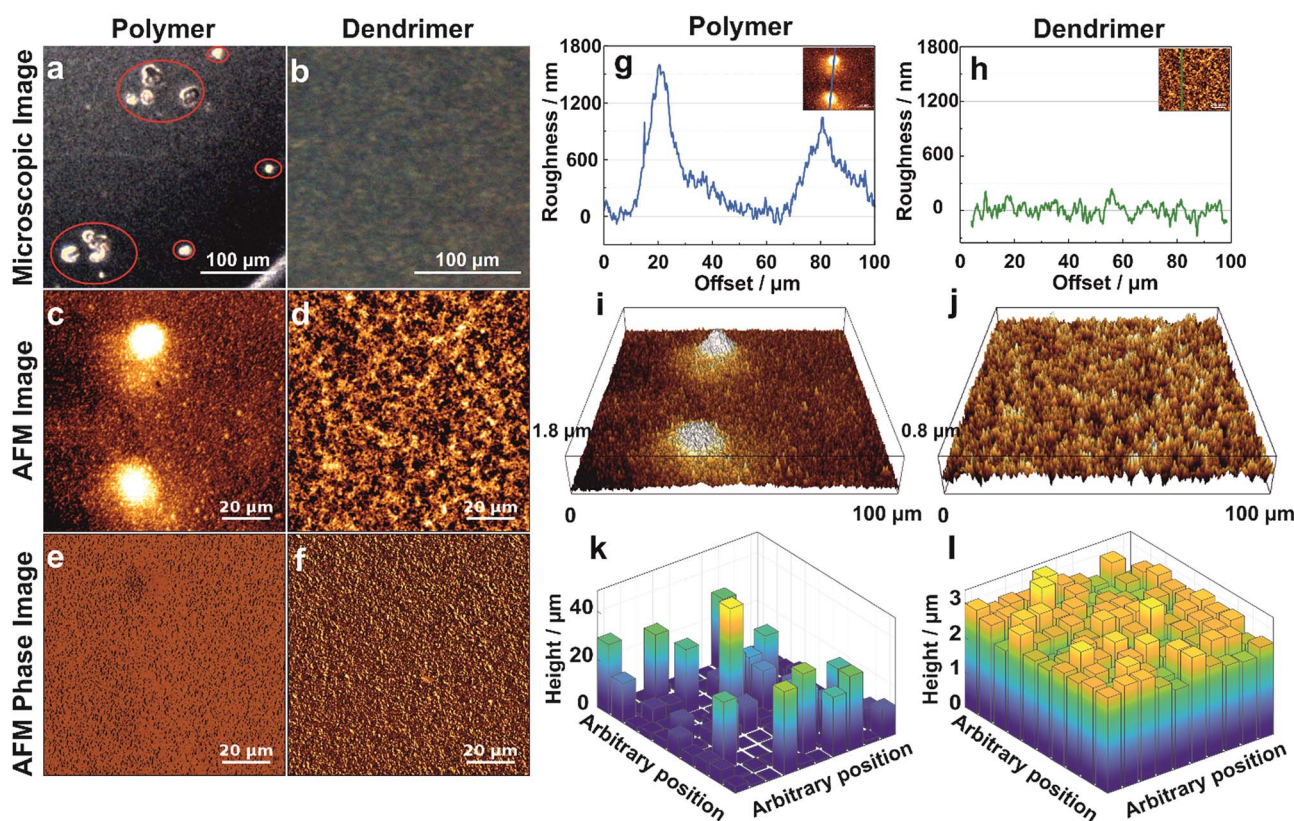 Polymer
Dendrimer
Microscopic Image
a
100 µm
b
100 µm
AFM Image
c
20 µm
d
20 µm
AFM Phase Image
e
20 µm
f
20 µm
Polymer
Dendrimer
g
Roughness / nm
1800
1200
600
0
0
20
40
60
80
100
Offset / µm
h
Roughness / nm
1800
1200
600
0
0
20
40
60
80
100
Offset / µm
i
1.8 µm
0
100 µm
j
0.8 µm
0
100 µm
k
Height / µm
40
20
0
Arbitrary position
Arbitrary position
l
Height / µm
3
2
1
0
Arbitrary position
Arbitrary position